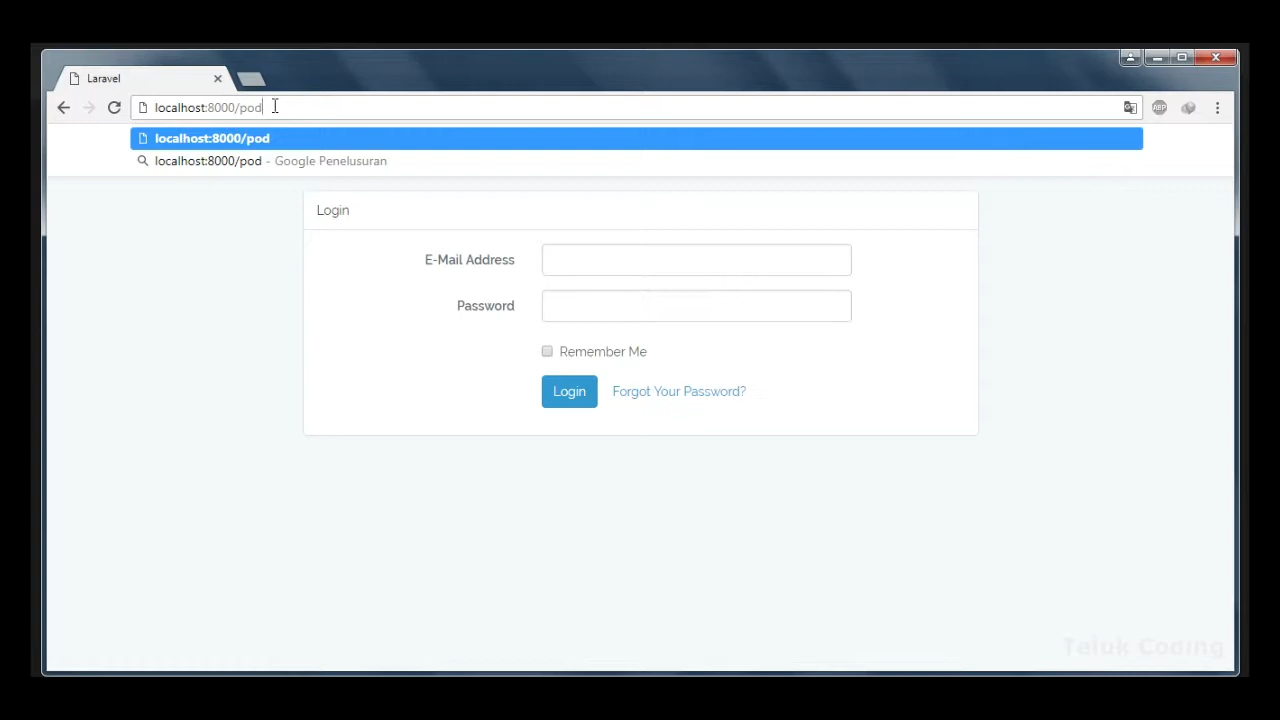 Laravel
localhost:8000/pod
localhost:8000/pod
localhost:8000/pod - Google Penelusuran
Login
E-Mail Address
Password
Remember Me
Login Forgot Your Password?
Teluk Coding
ABP